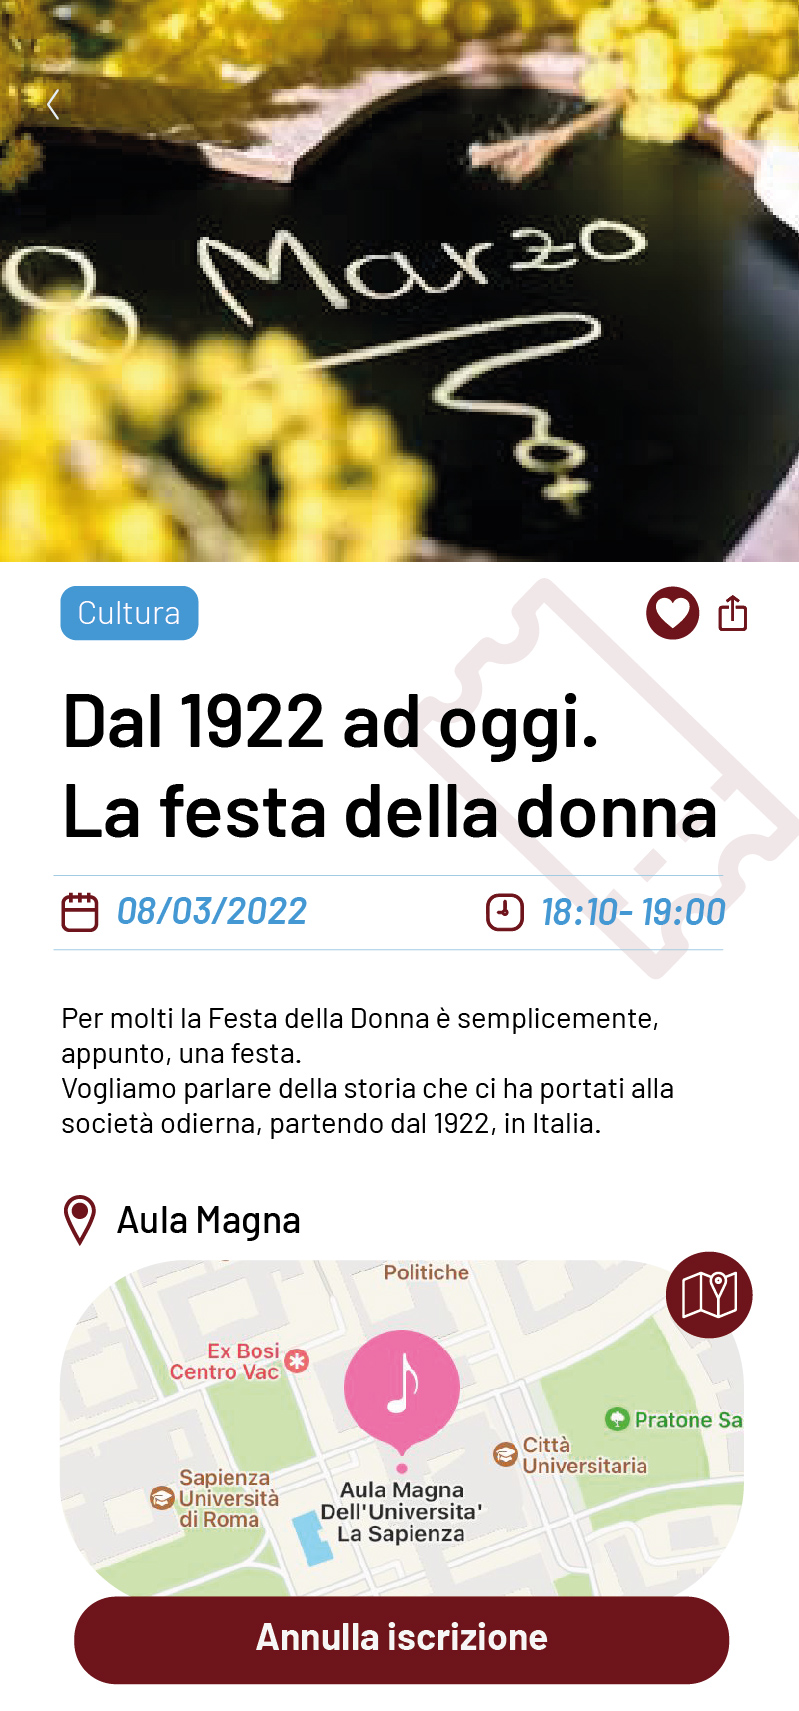 8 Marzo
Cultura
Dal 1922 ad oggi.
La festa della donna
08/03/2022
18:10- 19:00
Per molti la Festa della Donna è semplicemente,
appunto, una festa.
Vogliamo parlare della storia che ci ha portati alla
società odierna, partendo dal 1922, in Italia.
Aula Magna
Politiche
Ex Bosi
Centro Vac
Pratone Sa
Città
Universitaria
Sapienza
Università
di Roma
Aula Magna
Dell'Universita'
La Sapienza
Annulla iscrizione